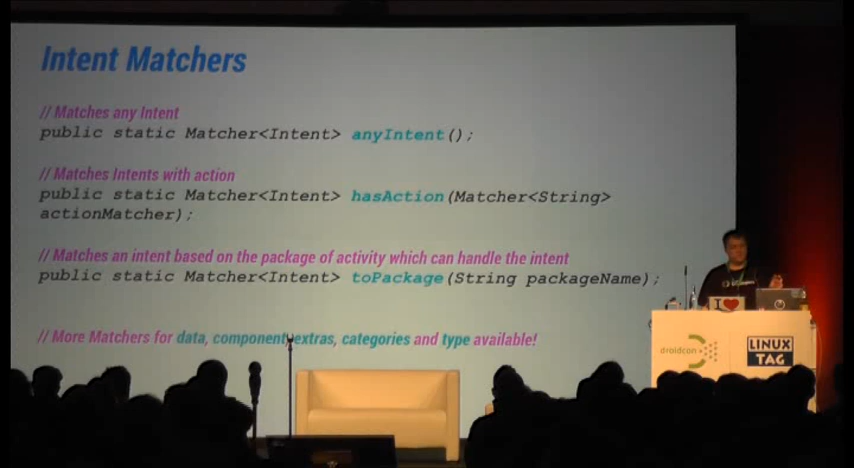 Intent Matchers
// Matches any Intent
public static Matcher<Intent> anyIntent();
// Matches Intents with action
public static Matcher<Intent> hasAction(Matcher<String>
actionMatcher);
// Matches an intent based on the package of activity which can handle the intent
public static Matcher<Intent> toPackage(String packageName);
// More Matchers for data, component, extras, categories and type available!
I
droidcon
LINUX
TAG